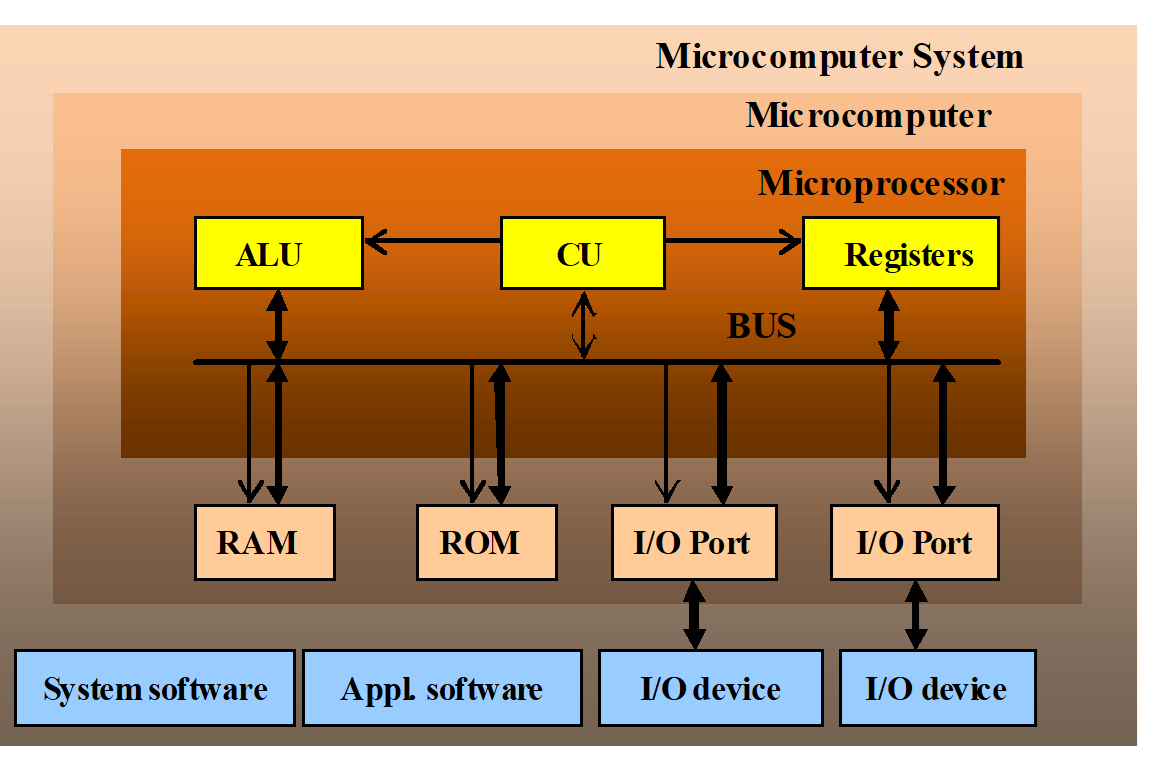 Microcomputer System
Microcomputer
Microprocessor
ALU
CU
Registers
BUS
RAM
ROM
I/O Port
I/O Port
System software
Appl. software
I/O device
I/O device